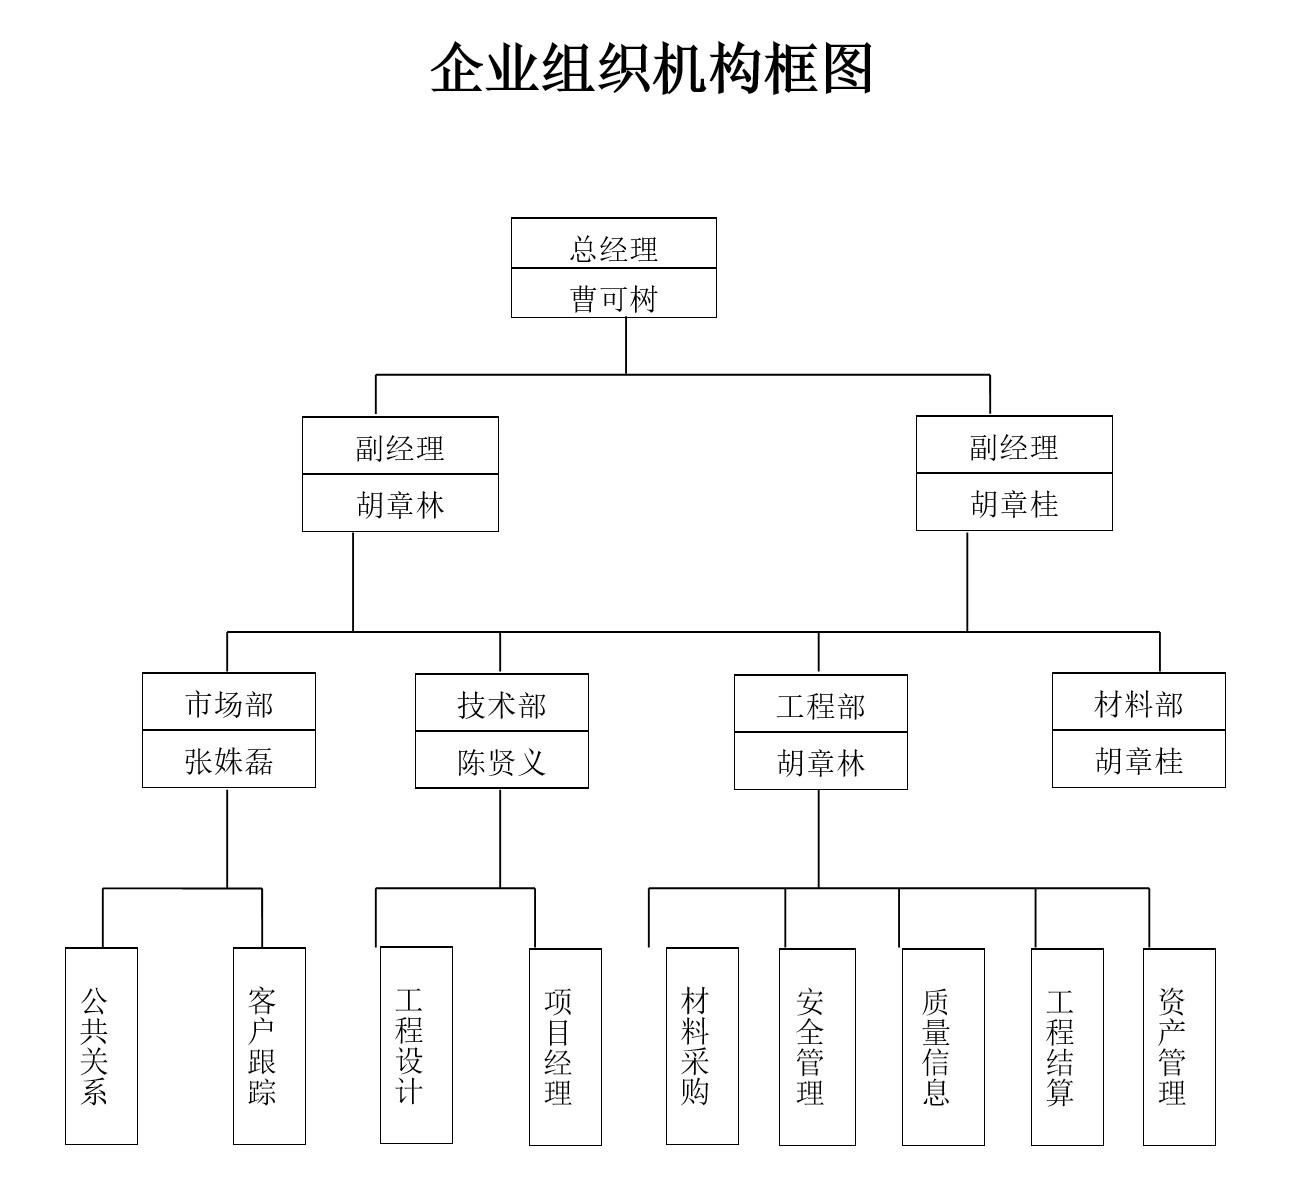 企业组织机构框图
总经理
曹可树
副经理
胡章林
副经理
胡章桂
市场部
张姝磊
技术部
陈贤义
工程部
胡章林
材料部
胡章桂
公共关系
客户跟踪
工程设计
项目经理
材料采购
安全管理
质量信息
工程结算
资产管理